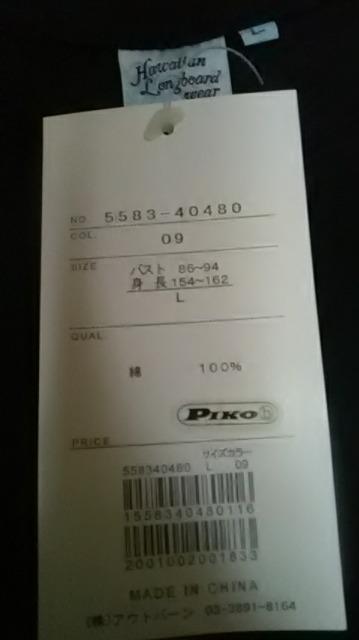 L
Hawaiian
Longboard
wear
NO. 5583-40480
COL. 09
SIZE バスト 86~94
身長 154~162
L
QUAL.
綿 100%
PIKO
PRICE
サイズカラー
558340480 L 09
1558340480116
2001002001833
MADE IN CHINA
(株)アウトバーン 03-3891-8164